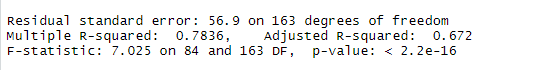 Residual standard error: 56.9 on 163 degrees of freedom
Multiple R-squared:  0.7836,    Adjusted R-squared:  0.672
F-statistic: 7.025 on 84 and 163 DF,  p-value: < 2.2e-16